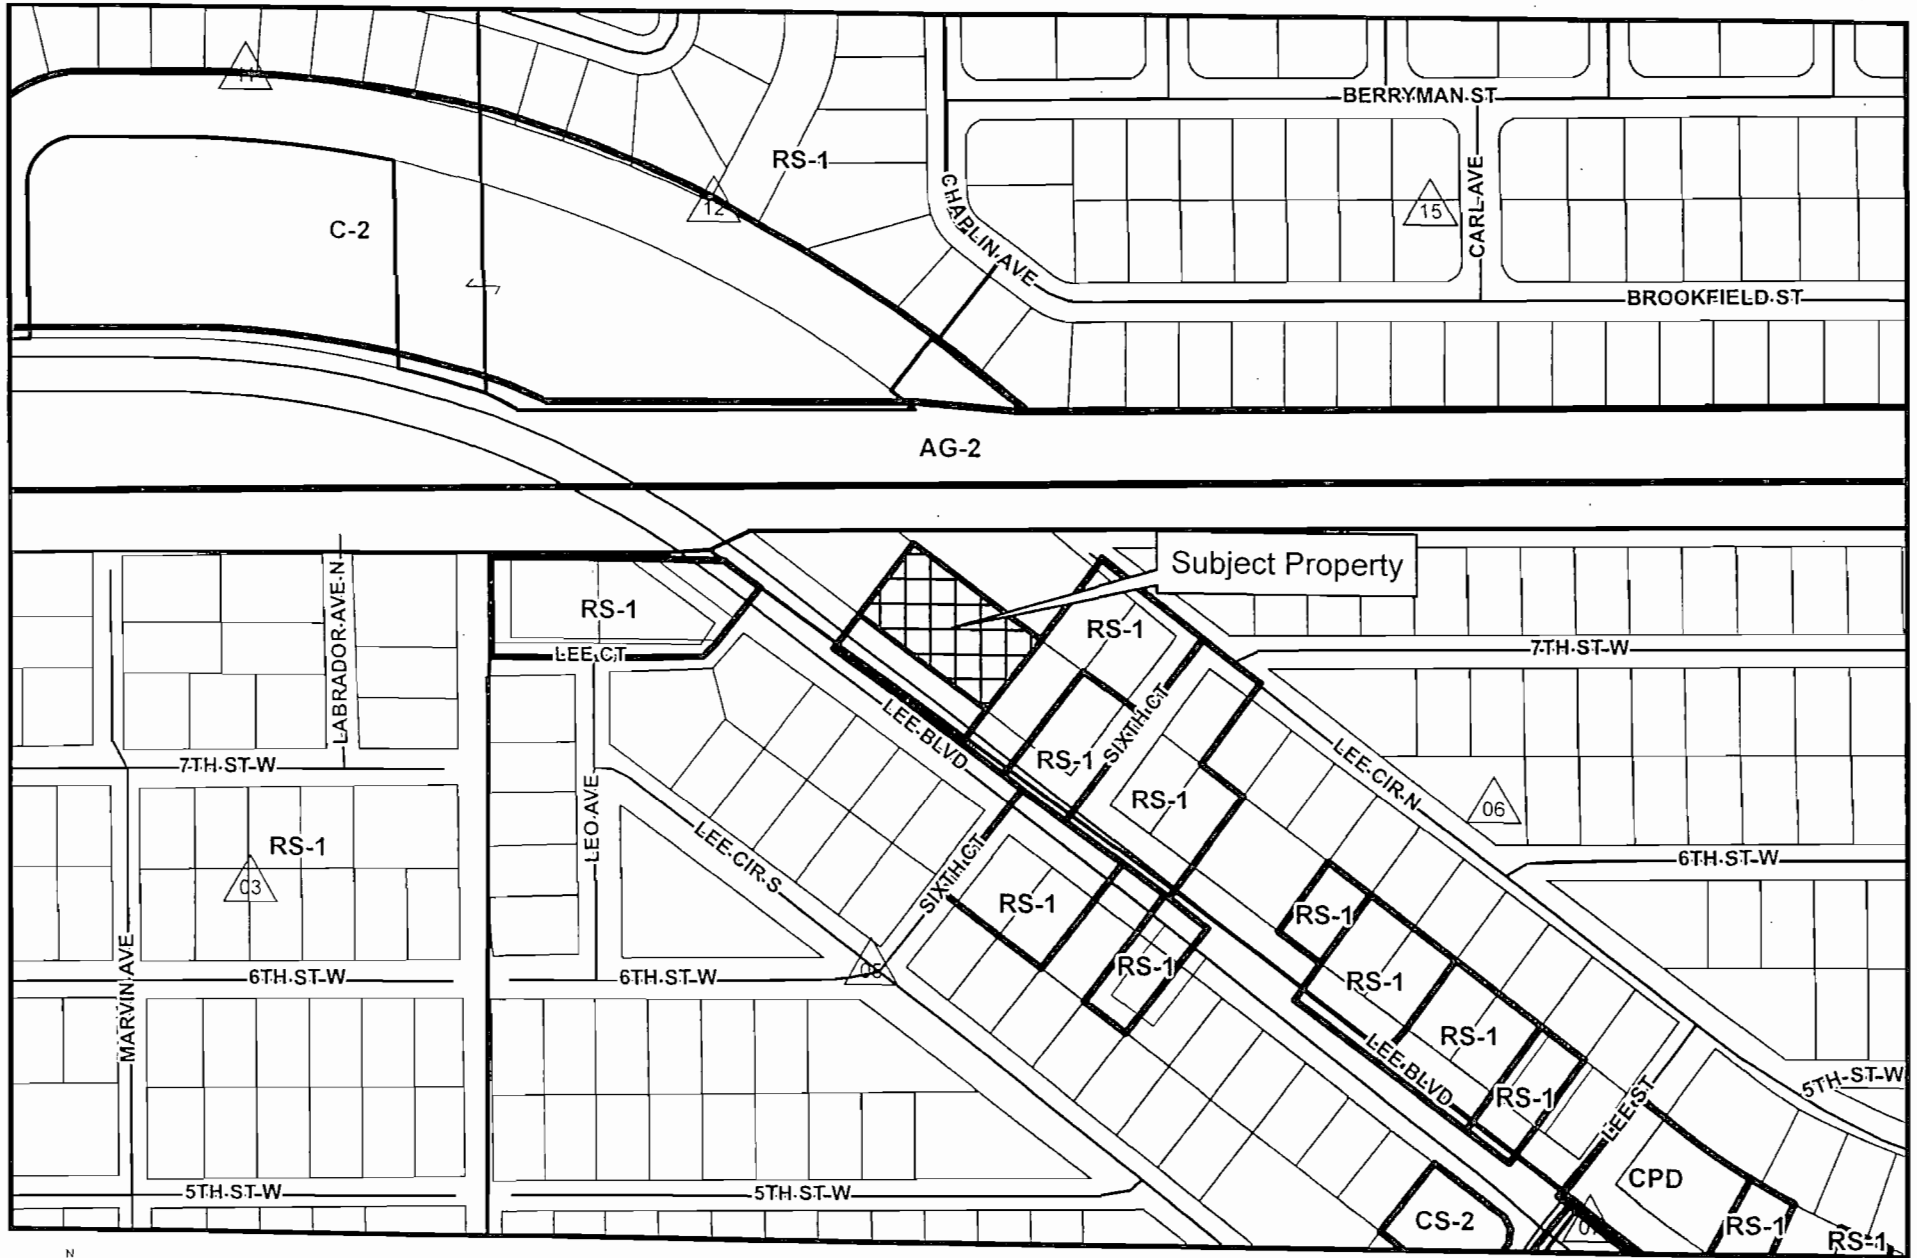 11
BERRYMAN ST
RS-1
12
CHAPLIN AVE
15
CARL AVE
C-2
BROOKFIELD ST
AG-2
Subject Property
RS-1
LEE CT
LABRADOR AVE N
RS-1
7TH ST W
LEE BLVD
SIXTH CT
RS-1
7TH ST W
LEE CIR N
RS-1
06
LEO AVE
LEE CIR S
RS-1
03
6TH ST W
SIXTH CT
RS-1
RS-1
MARVIN AVE
6TH ST W
6TH ST W
05
RS-1
RS-1
RS-1
LEE BLVD
RS-1
LEE ST
5TH ST W
5TH ST W
5TH ST W
CPD
CS-2
RS-1
RS-1
N